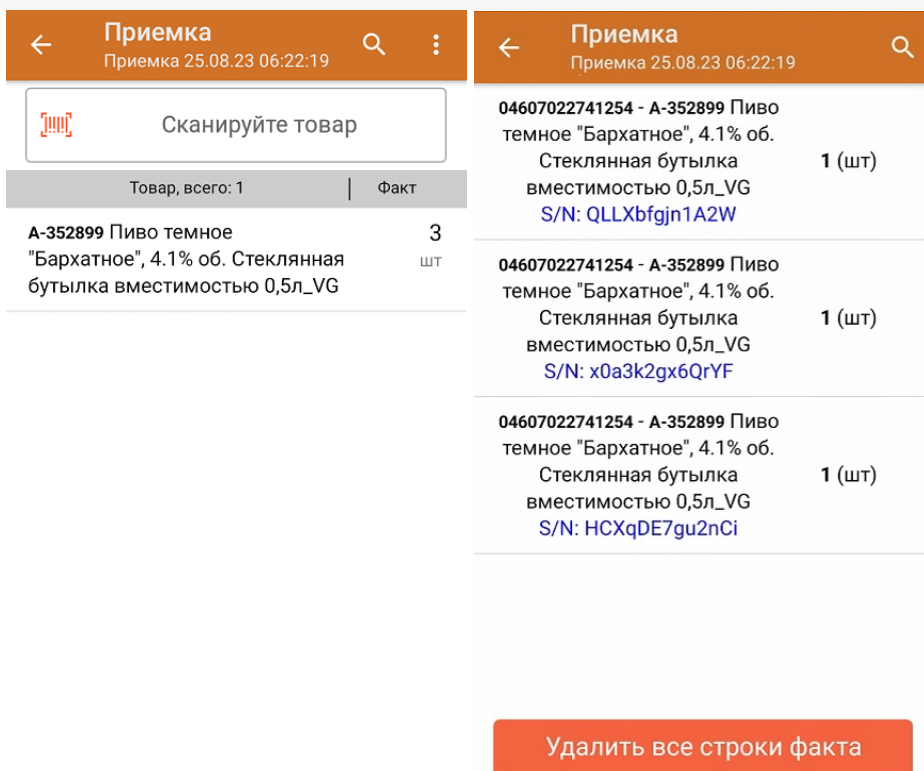 Приемка
Приемка 25.08.23 06:22:19
Сканируйте товар
Товар, всего: 1 | Факт
А-352899 Пиво темное
"Бархатное", 4.1% об. Стеклянная
бутылка вместимостью 0,5л_VG
3
шт
Приемка
Приемка 25.08.23 06:22:19
04607022741254 - А-352899 Пиво
темное "Бархатное", 4.1% об.
Стеклянная бутылка
вместимостью 0,5л_VG
S/N: QLLXbfgjn1A2W
1 (шт)
04607022741254 - А-352899 Пиво
темное "Бархатное", 4.1% об.
Стеклянная бутылка
вместимостью 0,5л_VG
S/N: x0a3k2gx6QrYF
1 (шт)
04607022741254 - А-352899 Пиво
темное "Бархатное", 4.1% об.
Стеклянная бутылка
вместимостью 0,5л_VG
S/N: HCXqDE7gu2nCi
1 (шт)
Удалить все строки факта